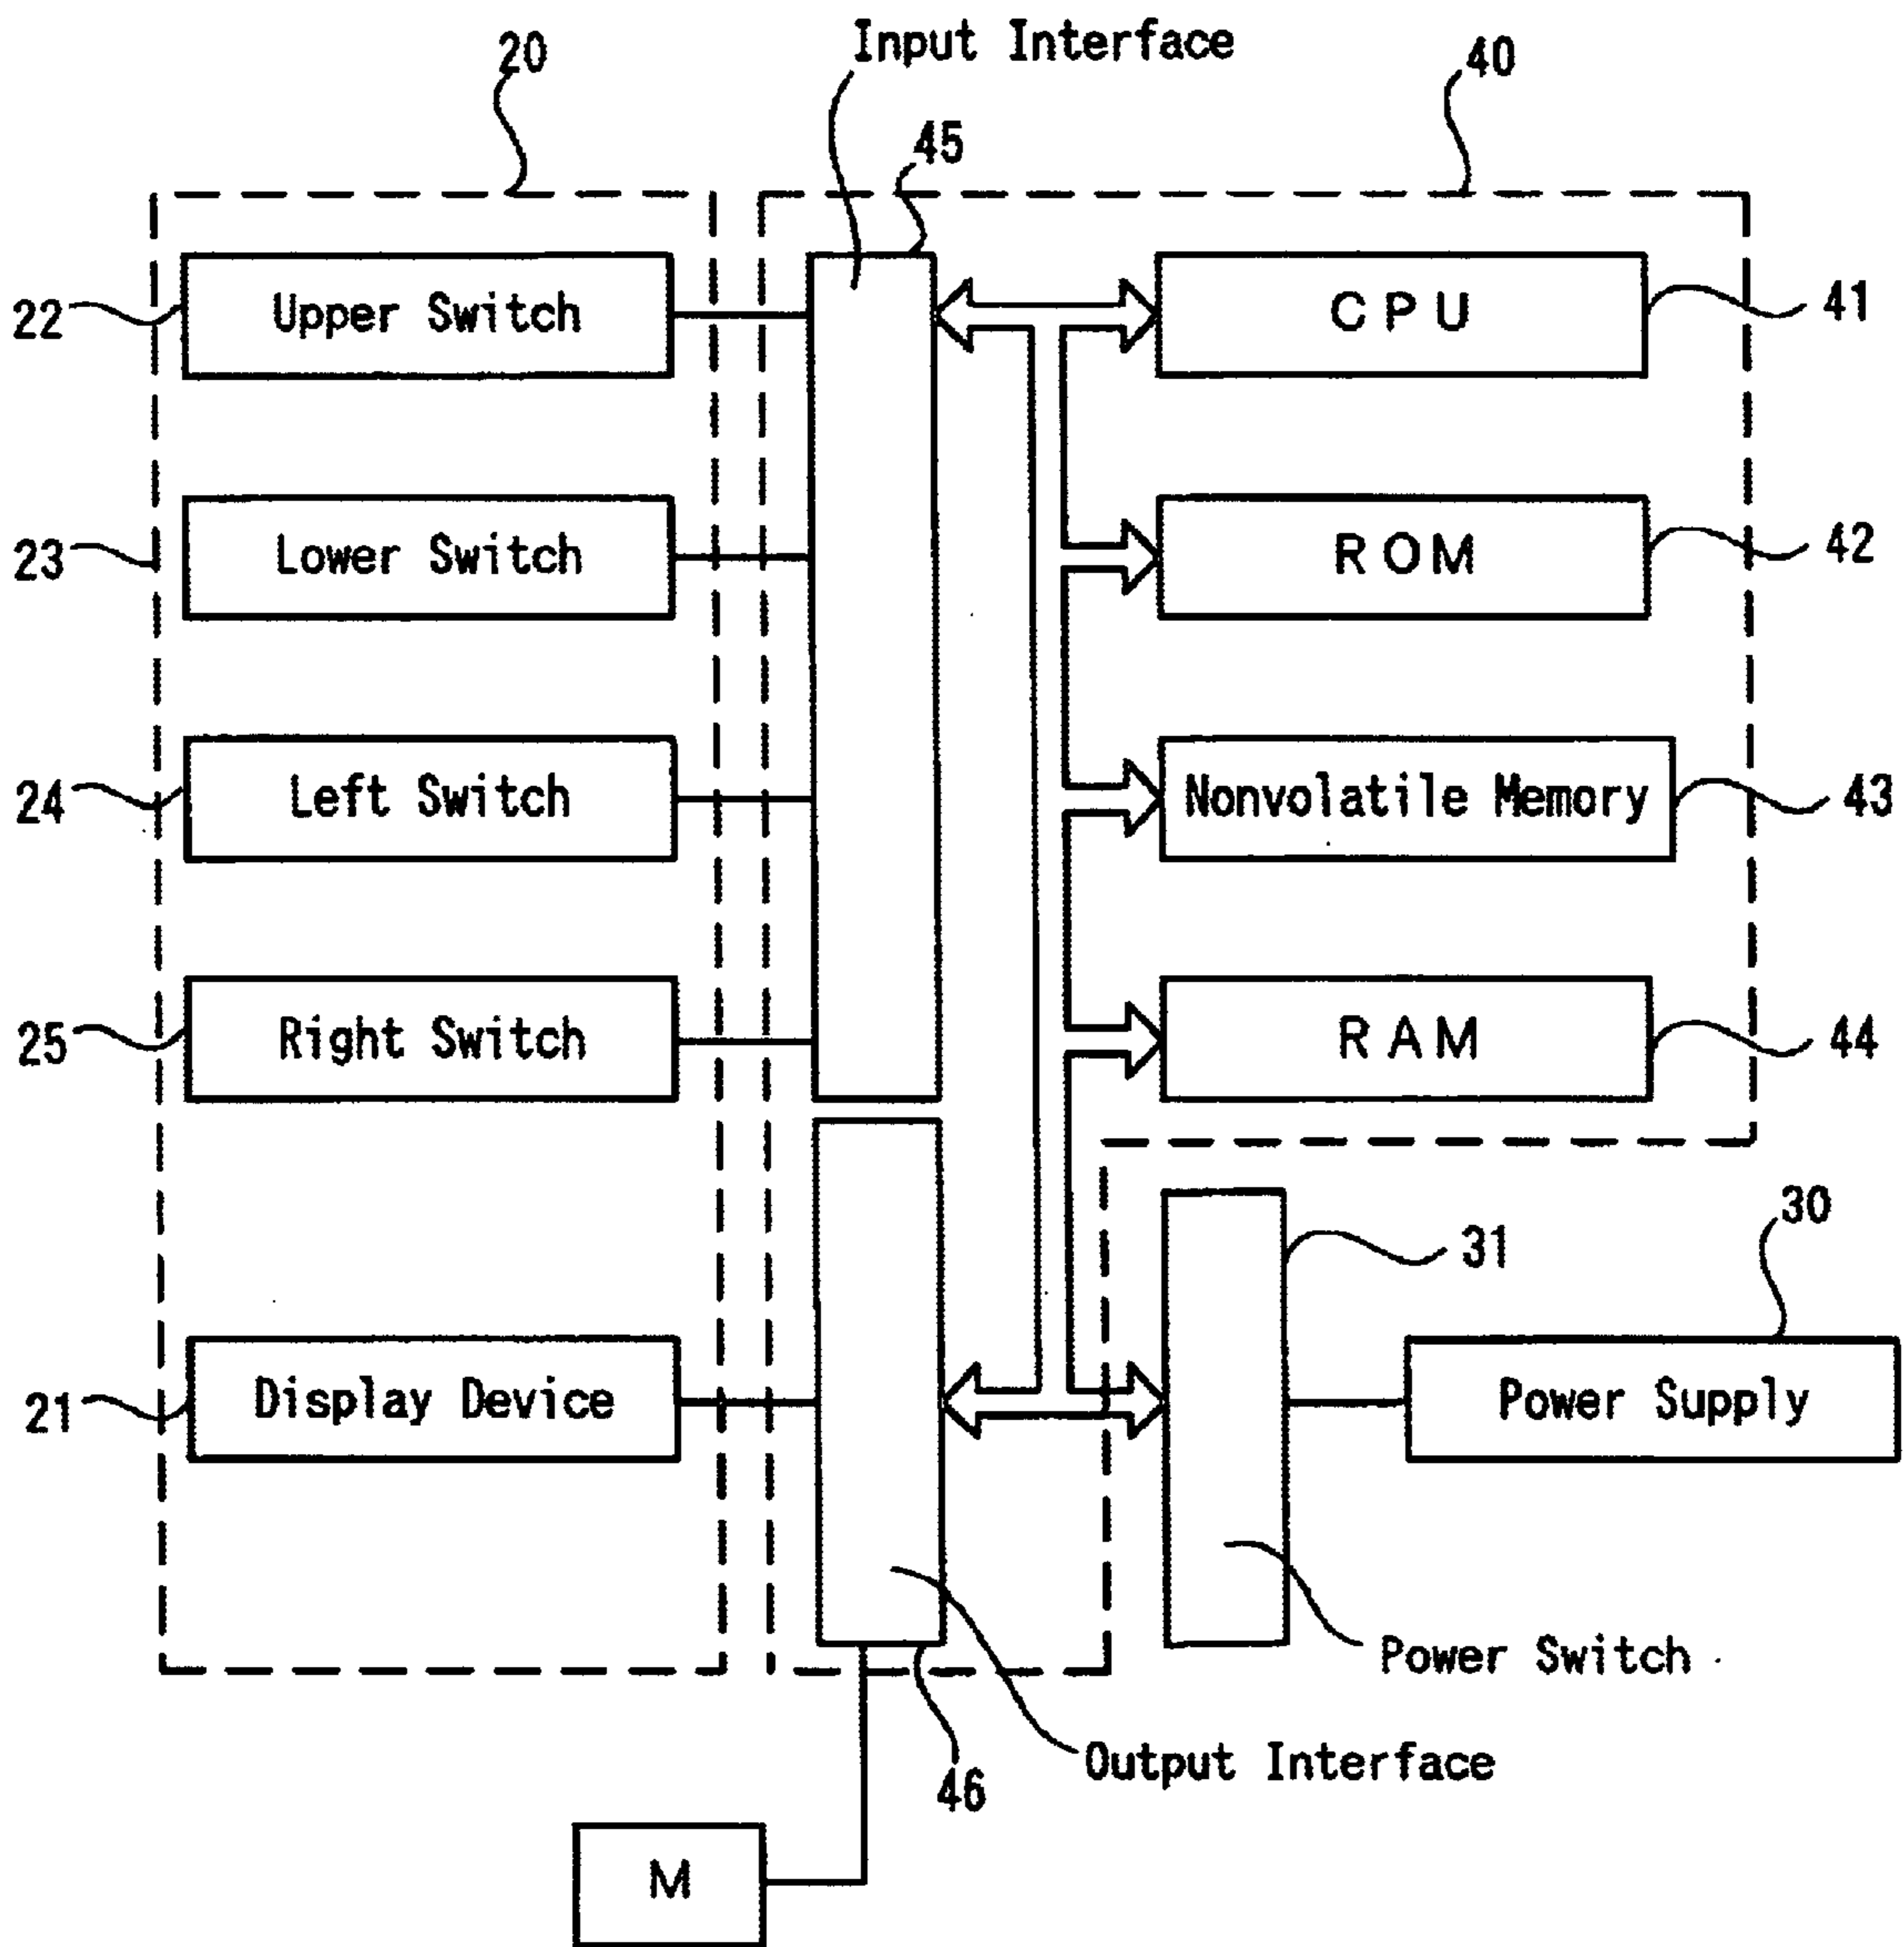 Input Interface
20
40
45
22
Upper Switch
CPU
41
23
Lower Switch
ROM
42
24
Left Switch
Nonvolatile Memory
43
25
Right Switch
RAM
44
30
31
21
Display Device
Power Supply
Power Switch
Output Interface
46
M